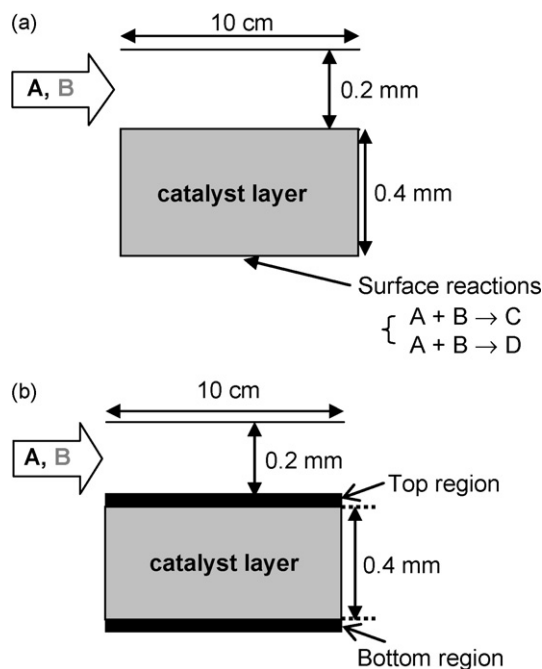 (a)
10 cm
A, B
0.2 mm
catalyst layer
0.4 mm
Surface reactions
{ A + B → C
A + B → D
(b)
10 cm
A, B
0.2 mm
Top region
catalyst layer
0.4 mm
Bottom region